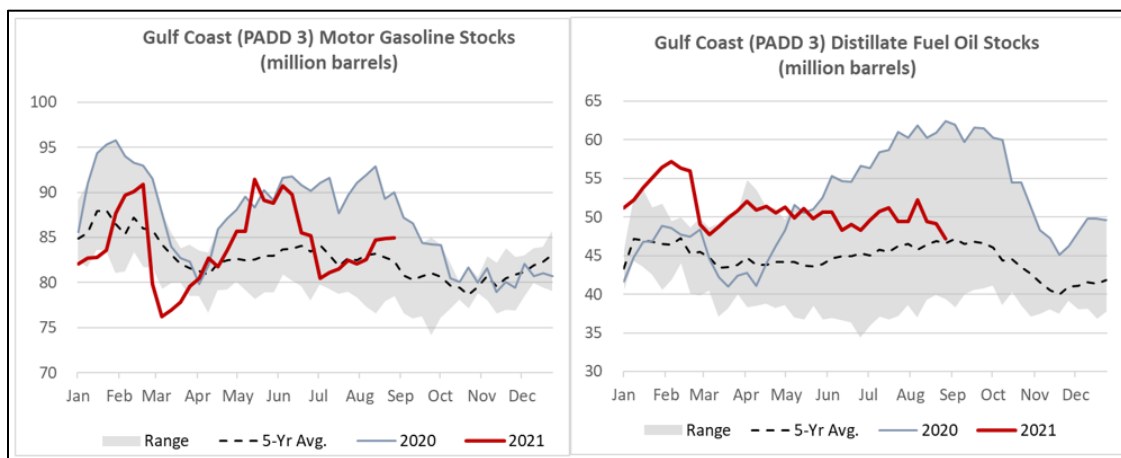 Gulf Coast (PADD 3) Motor Gasoline Stocks
(million barrels)
100
95
90
85
80
75
70
Jan Feb Mar Apr May Jun Jul Aug Sep Oct Nov Dec
Range 5-Yr Avg. 2020 2021
Gulf Coast (PADD 3) Distillate Fuel Oil Stocks
(million barrels)
65
60
55
50
45
40
35
30
Jan Feb Mar Apr May Jun Jul Aug Sep Oct Nov Dec
Range 5-Yr Avg. 2020 2021